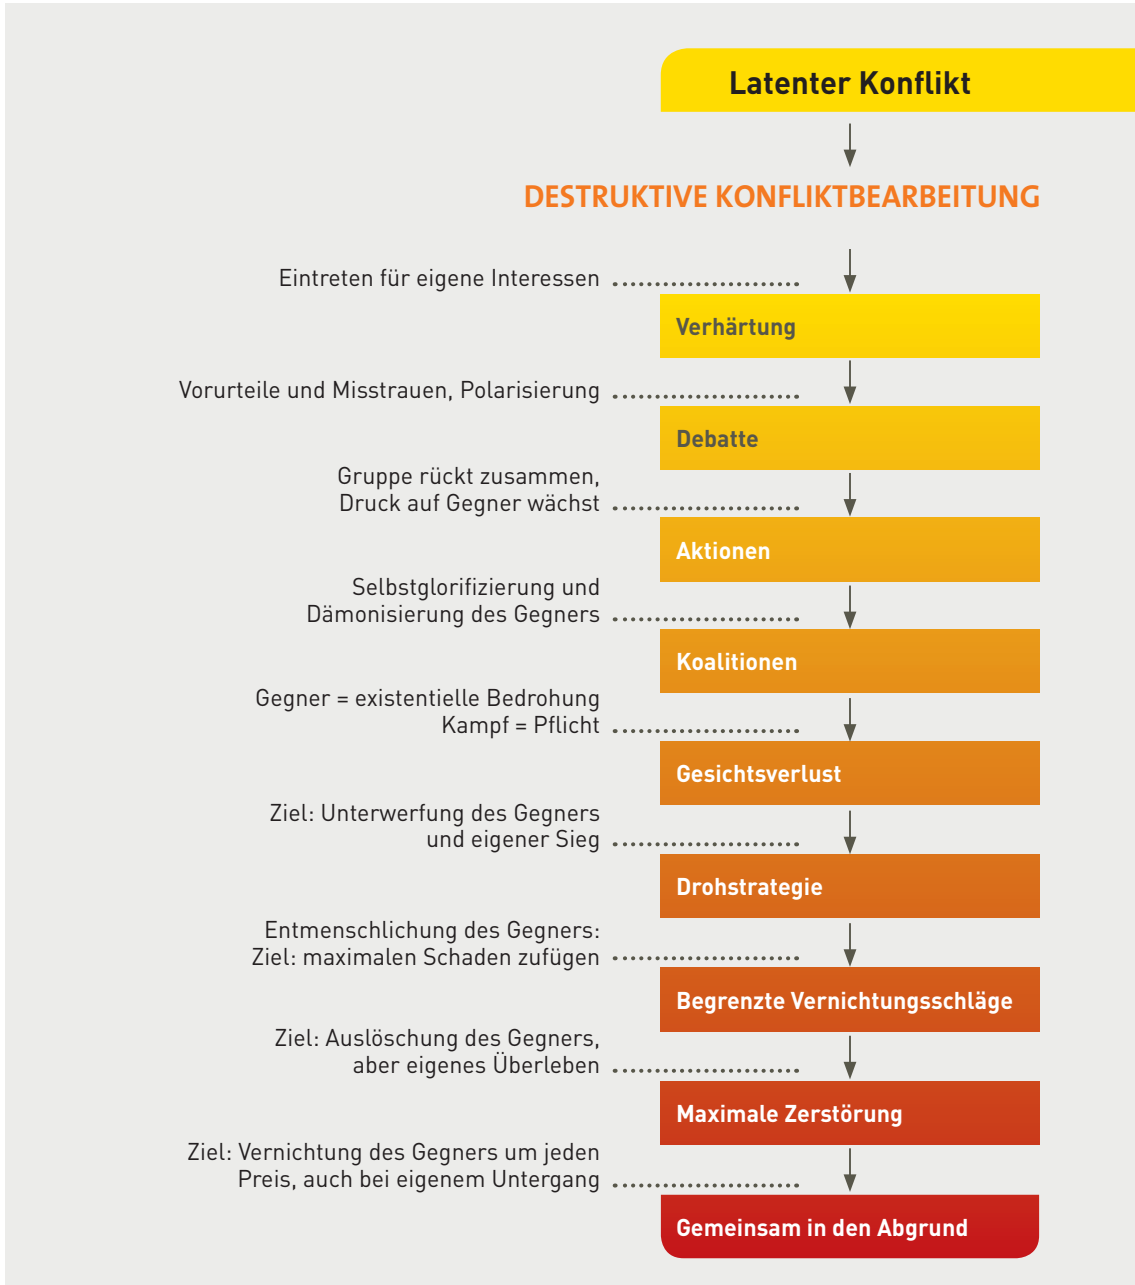 Latenter Konflikt
DESTRUKTIVE KONFLIKTBEARBEITUNG
Eintreten für eigene Interessen
Verhärtung
Vorurteile und Misstrauen, Polarisierung
Debatte
Gruppe rückt zusammen,
Druck auf Gegner wächst
Aktionen
Selbstglorifizierung und
Dämonisierung des Gegners
Koalitionen
Gegner = existentielle Bedrohung
Kampf = Pflicht
Gesichtsverlust
Ziel: Unterwerfung des Gegners
und eigener Sieg
Drohstrategie
Entmenschlichung des Gegners:
Ziel: maximalen Schaden zufügen
Begrenzte Vernichtungsschläge
Ziel: Auslöschung des Gegners,
aber eigenes Überleben
Maximale Zerstörung
Ziel: Vernichtung des Gegners um jeden
Preis, auch bei eigenem Untergang
Gemeinsam in den Abgrund